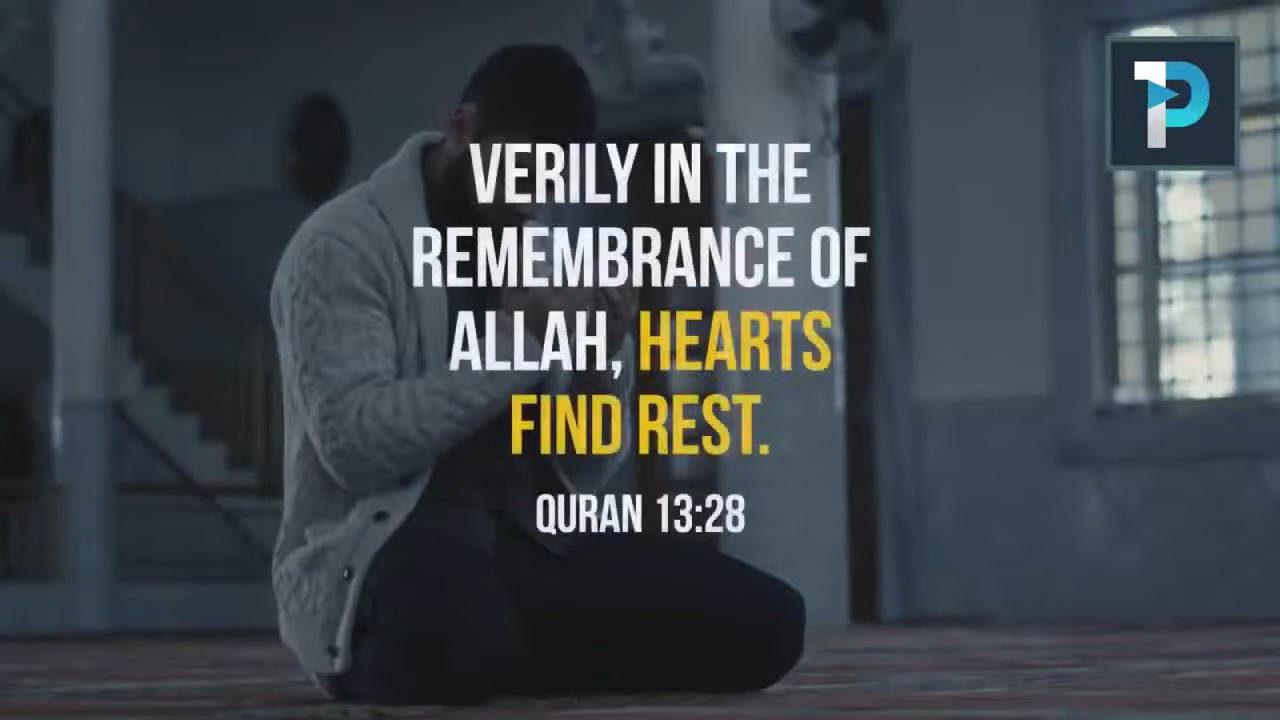 VERILY IN THE
REMEMBRANCE OF
ALLAH, HEARTS
FIND REST.
QURAN 13:28